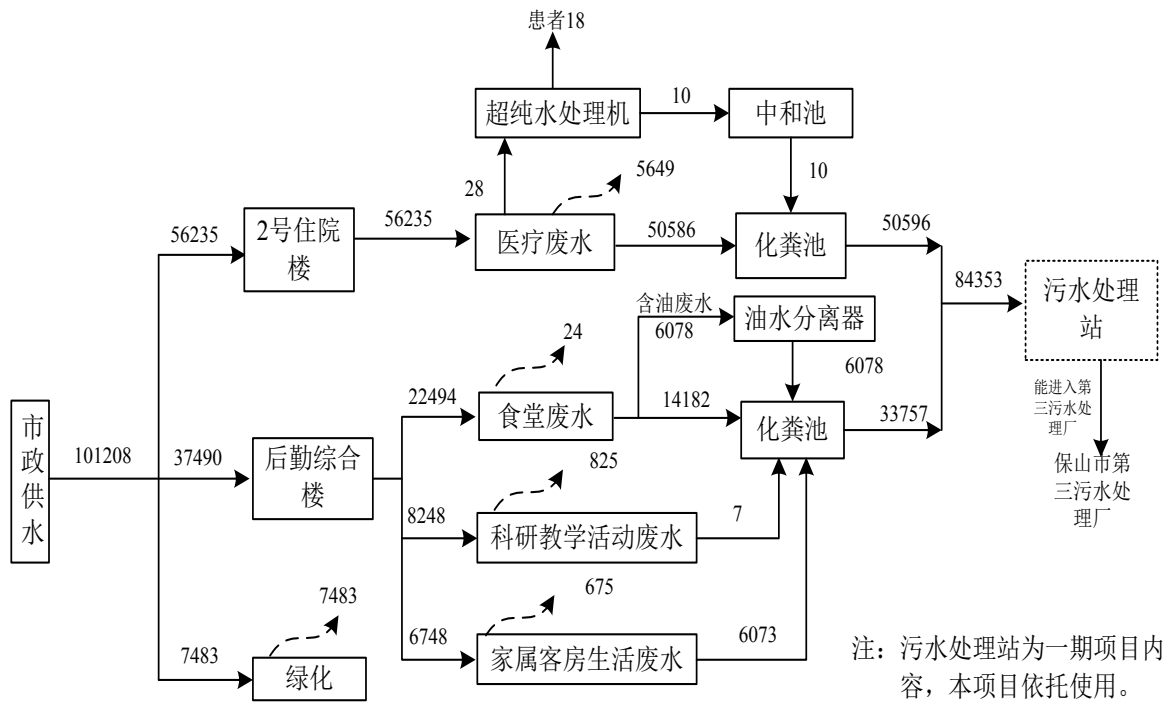 患者18
超纯水处理机
10
中和池
28
5649
10
56235
2号住院
楼
56235
医疗废水
50586
化粪池
50596
84353
污水处理
站
含油废水
6078
油水分离器
6078
24
能进入第
三污水处
理厂
22494
食堂废水
14182
化粪池
33757
市
政
供
水
101208
37490
后勤综合
楼
825
保山市第
三污水处
理厂
8248
科研教学活动废水
7
7483
675
7483
绿化
6748
家属客房生活废水
6073
注：污水处理站为一期项目内
容，本项目依托使用。